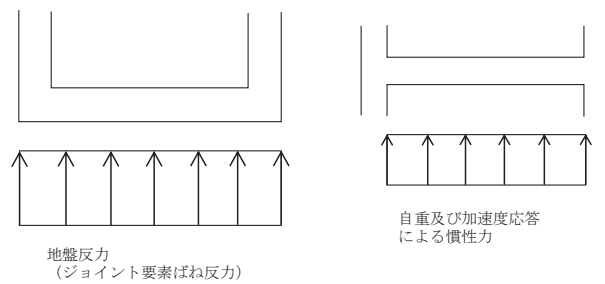 地盤反力
（ジョイント要素ばね反力）
自重及び加速度応答
による慣性力